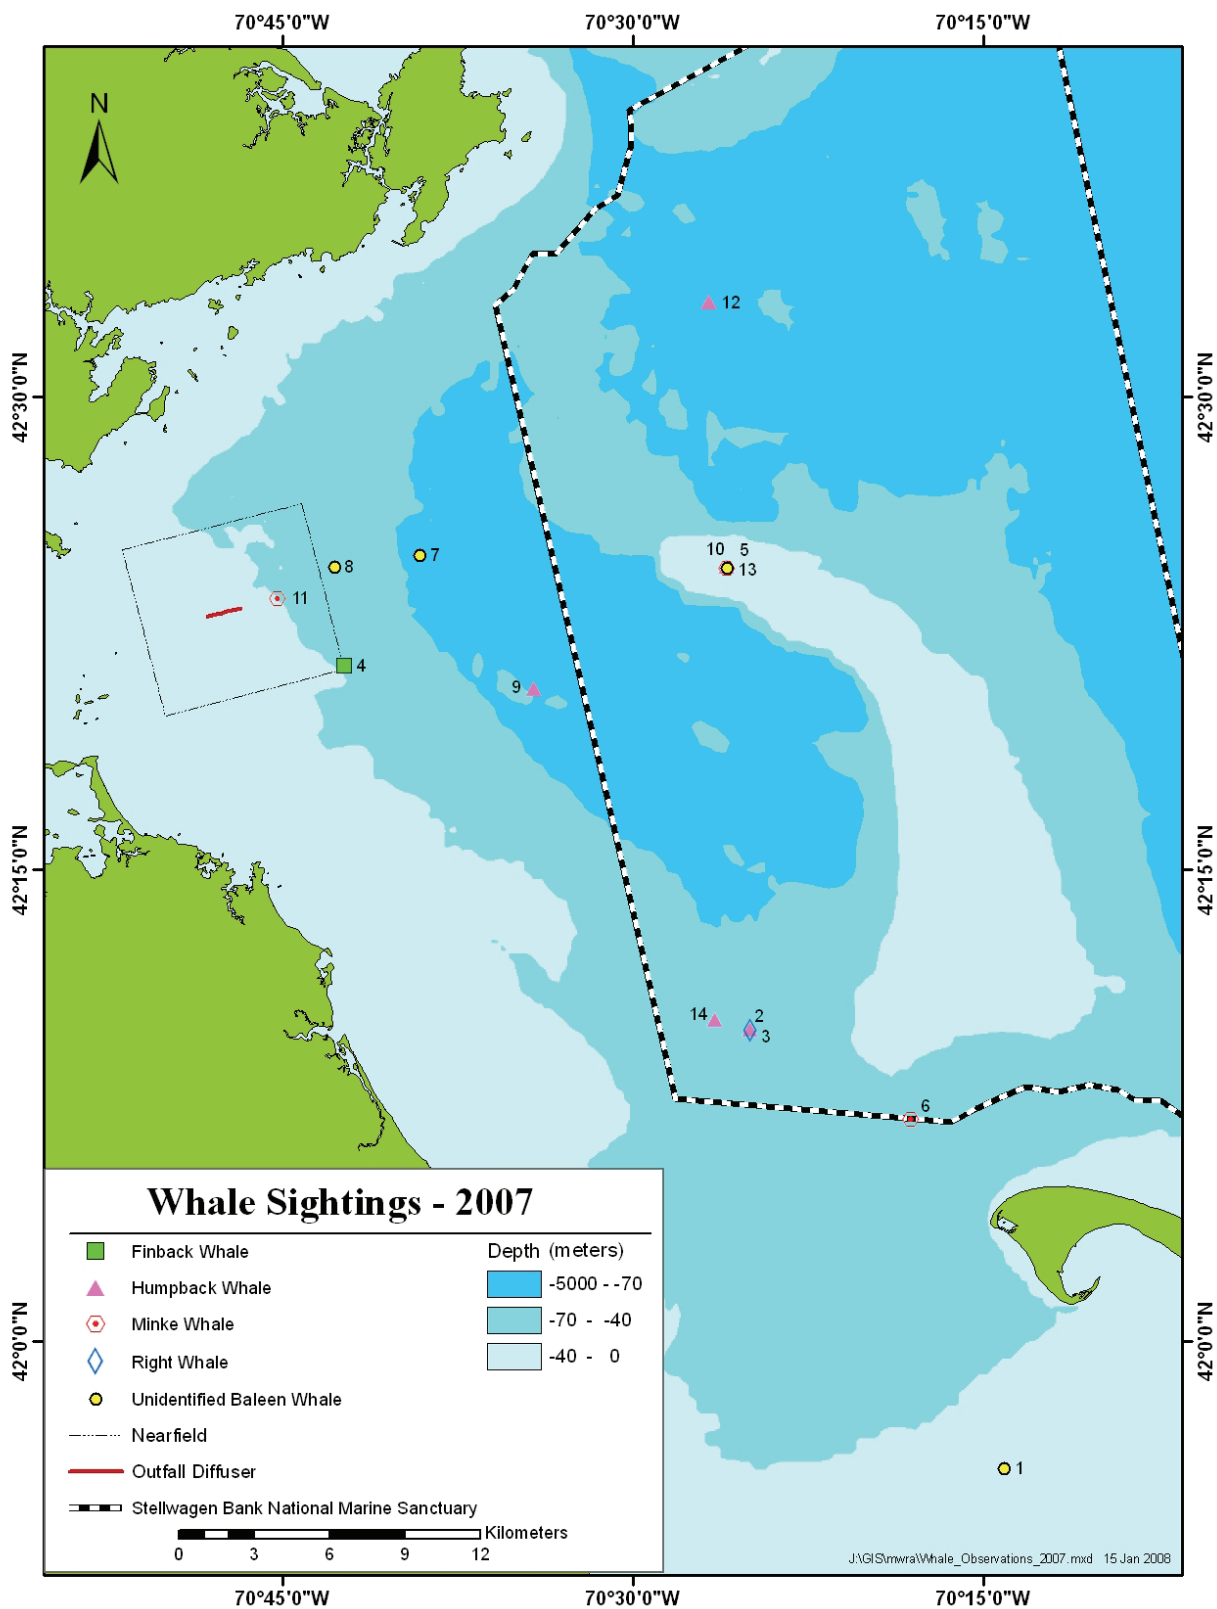 70°45'0"W 70°30'0"W 70°15'0"W
N
42°30'0"N 42°30'0"N
42°15'0"N 42°15'0"N
42°0'0"N 42°0'0"N
12
10 5
13
7
8
11
4
9
14 2
3
6
1
Whale Sightings - 2007
Finback Whale
Humpback Whale
Minke Whale
Right Whale
Unidentified Baleen Whale
Nearfield
Outfall Diffuser
Stellwagen Bank National Marine Sanctuary
Depth (meters)
-5000 - -70
-70 - -40
-40 - 0
Kilometers
0 3 6 9 12
J:\GIS\mwra\Whale_Observations_2007.mxd 15 Jan 2008
70°45'0"W 70°30'0"W 70°15'0"W